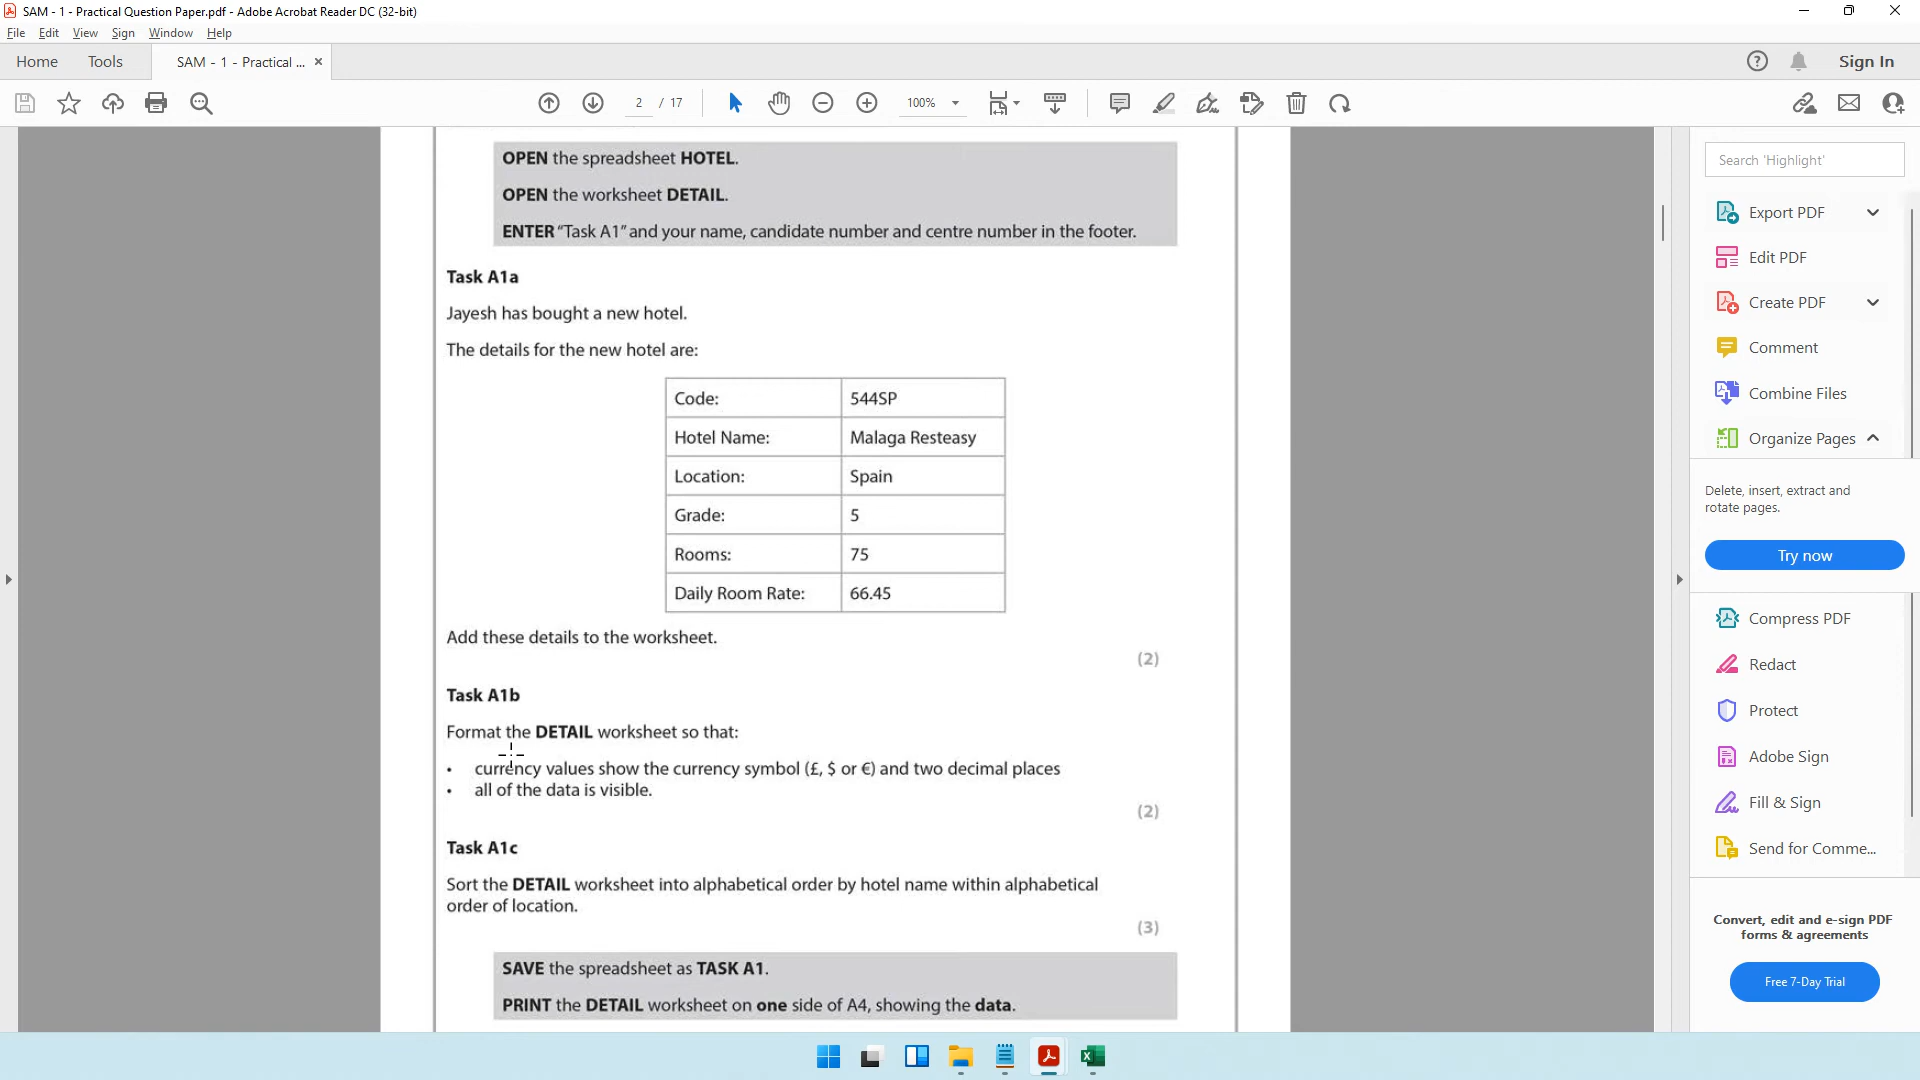 SAM - 1 - Practical Question Paper.pdf - Adobe Acrobat Reader DC (32-bit)
File Edit View Sign Window Help
Home Tools SAM - 1 - Practical ... × Sign In
2 / 17 100%
OPEN the spreadsheet HOTEL.
OPEN the worksheet DETAIL.
ENTER "Task A1" and your name, candidate number and centre number in the footer.
Task A1a
Jayesh has bought a new hotel.
The details for the new hotel are:
Code: 544SP
Hotel Name: Malaga Resteasy
Location: Spain
Grade: 5
Rooms: 75
Daily Room Rate: 66.45
Add these details to the worksheet.
(2)
Task A1b
Format the DETAIL worksheet so that:
• currency values show the currency symbol (£, $ or €) and two decimal places
• all of the data is visible.
(2)
Task A1c
Sort the DETAIL worksheet into alphabetical order by hotel name within alphabetical
order of location.
(3)
SAVE the spreadsheet as TASK A1.
PRINT the DETAIL worksheet on one side of A4, showing the data.
Search 'Highlight'
Export PDF
Edit PDF
Create PDF
Comment
Combine Files
Organize Pages
Delete, insert, extract and
rotate pages.
Try now
Compress PDF
Redact
Protect
Adobe Sign
Fill & Sign
Send for Comme...
Convert, edit and e-sign PDF
forms & agreements
Free 7-Day Trial